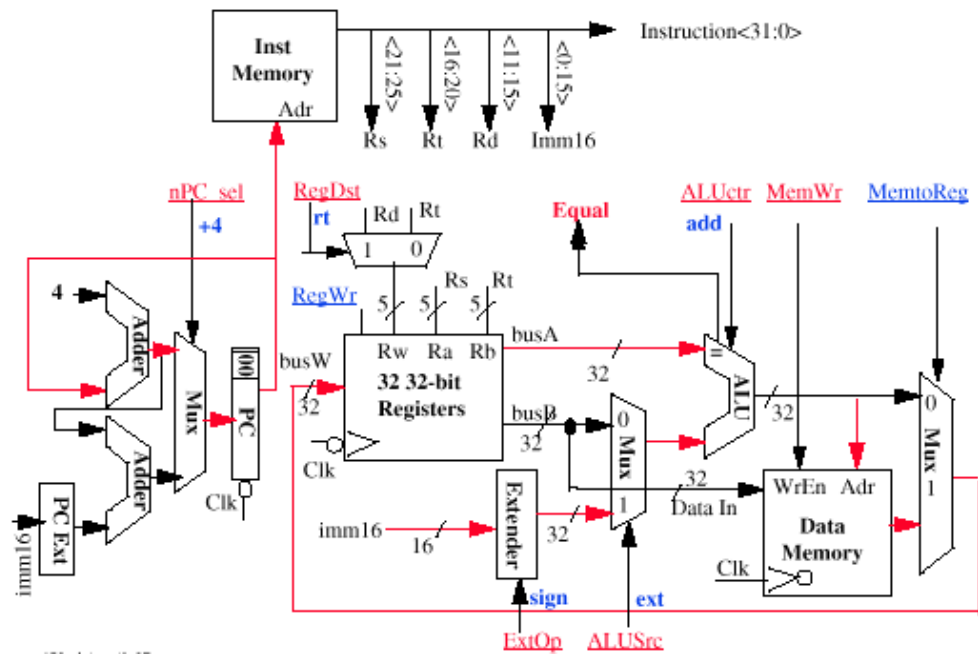 Inst
Memory
Adr
Instruction<31:0>
<21:25>
<16:20>
<11:15>
<0:15>
Rs
Rt
Rd
Imm16
nPC_sel
+4
RegDst
rt
Rd
Rt
1
0
Equal
ALUctr
add
MemWr
MemtoReg
RegWr
5
5
5
Rs
Rt
4
Adder
Mux
00
PC
Clk
Adder
PC Ext
imm16
busW
32
Rw
Ra
Rb
32 32-bit
Registers
Clk
busA
32
busB
32
0
Mux
1
=
ALU
32
0
Mux
1
imm16
16
Extender
32
32
Data In
WrEn
Adr
Data
Memory
Clk
sign
ext
ExtOp
ALUSrc